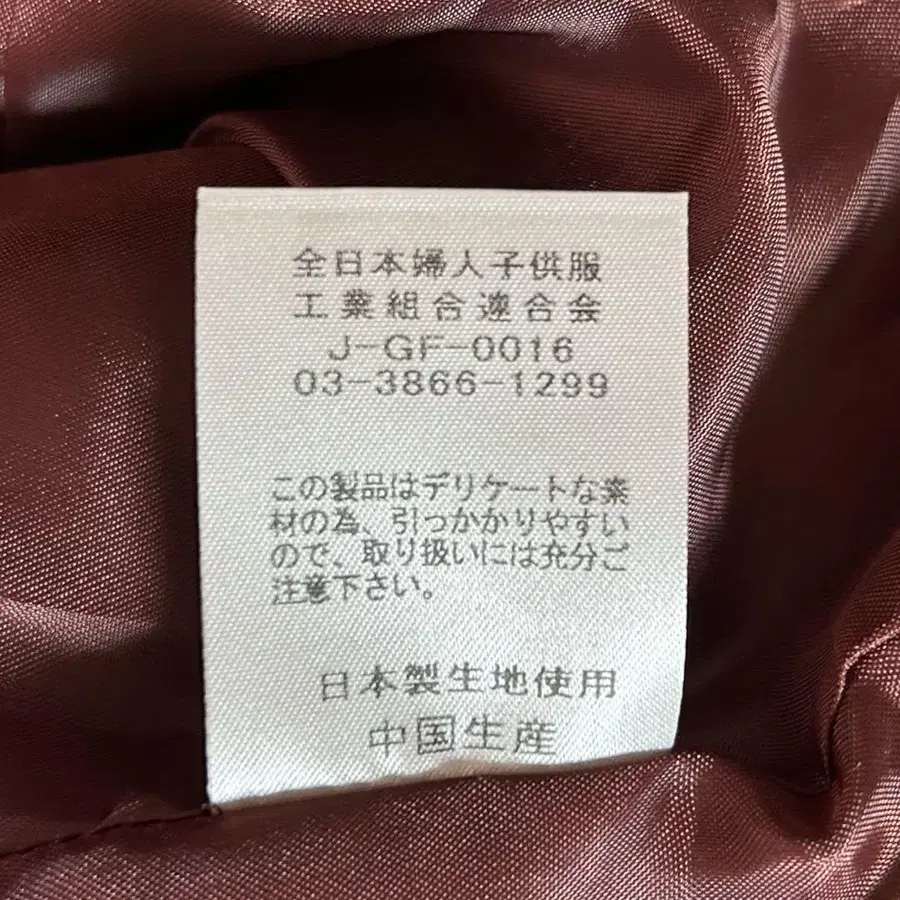 全日本婦人子供服
工業組合連合会
J-GF-0016
03-3866-1299
この製品はデリケートな素
材の為、引っかかりやすい
ので、取り扱いには充分ご
注意下さい。
日本製生地使用
中国生産